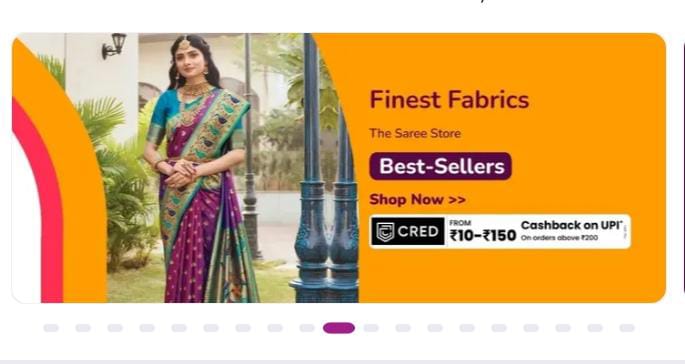 Finest Fabrics
The Saree Store
Best-Sellers
Shop Now >>
CRED
FROM
₹10-₹150
Cashback on UPI*
On orders above ₹200